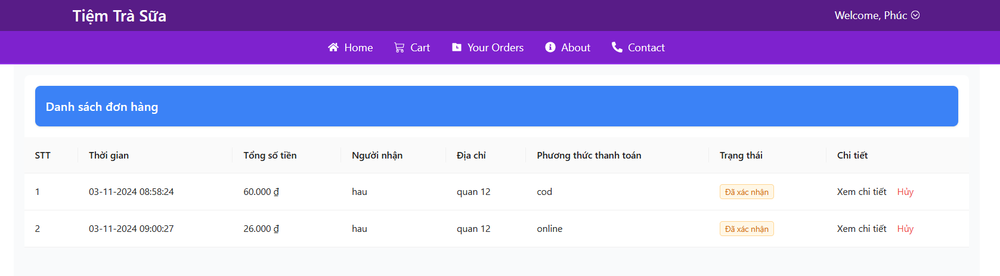 Tiệm Trà Sữa
Welcome, Phúc
Home Cart Your Orders About Contact
Danh sách đơn hàng
STT Thời gian Tổng số tiền Người nhận Địa chỉ Phương thức thanh toán Trạng thái Chi tiết
1 03-11-2024 08:58:24 60.000 ₫ hau quan 12 cod Đã xác nhận Xem chi tiết Hủy
2 03-11-2024 09:00:27 26.000 ₫ hau quan 12 online Đã xác nhận Xem chi tiết Hủy